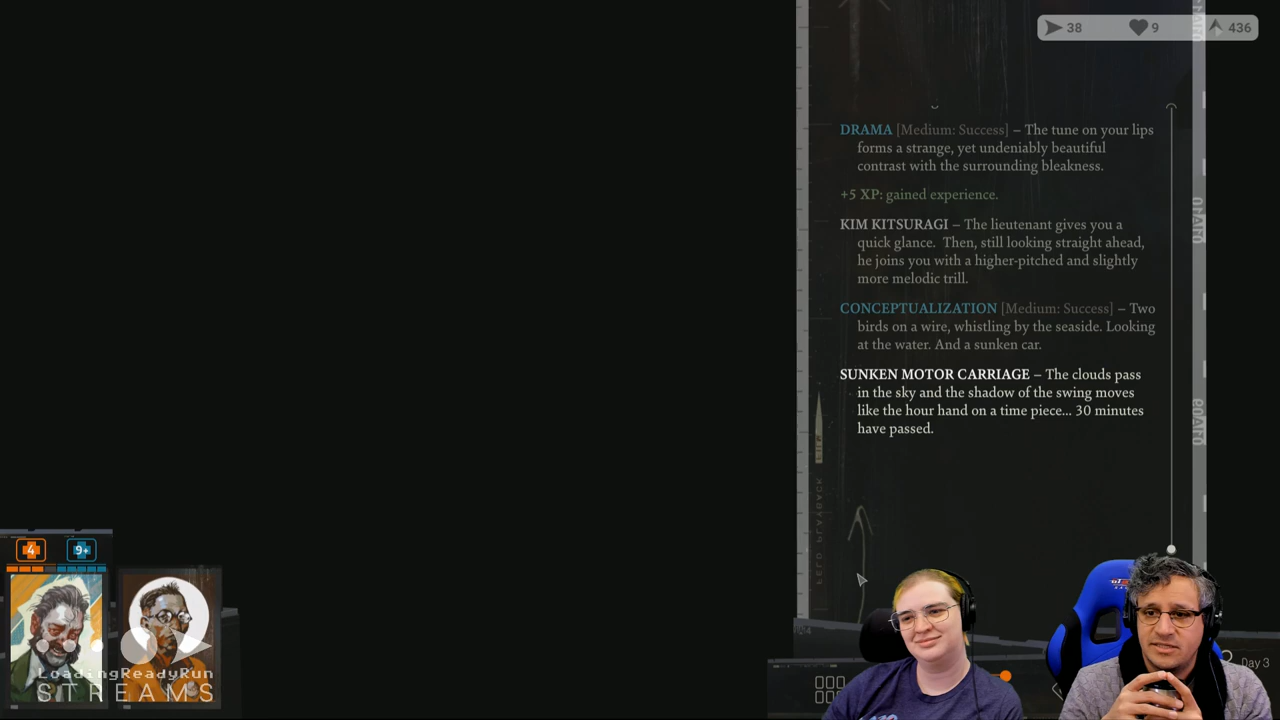 38 9 436
DRAMA [Medium: Success] – The tune on your lips
forms a strange, yet undeniably beautiful
contrast with the surrounding bleakness.
+5 XP: gained experience.
KIM KITSURAGI – The lieutenant gives you a
quick glance. Then, still looking straight ahead,
he joins you with a higher-pitched and slightly
more melodic trill.
CONCEPTUALIZATION [Medium: Success] – Two
birds on a wire, whistling by the seaside. Looking
at the water. And a sunken car.
SUNKEN MOTOR CARRIAGE – The clouds pass
in the sky and the shadow of the swing moves
like the hour hand on a time piece... 30 minutes
have passed.
4 9+
LoadingReadyRun
STREAMS
Day 3